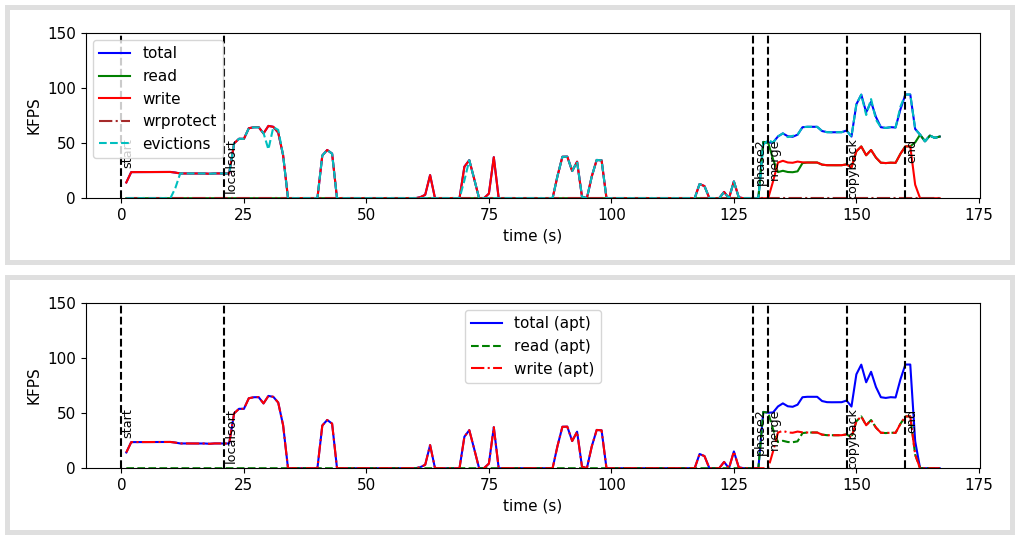 150
100
50
0
KFPS
total
read
write
wrprotect
evictions
start
localsort
phase2
merge
copyback
end
0
25
50
75
100
125
150
175
time (s)
150
100
50
0
KFPS
total (apt)
read (apt)
write (apt)
start
localsort
phase2
merge
copyback
end
0
25
50
75
100
125
150
175
time (s)